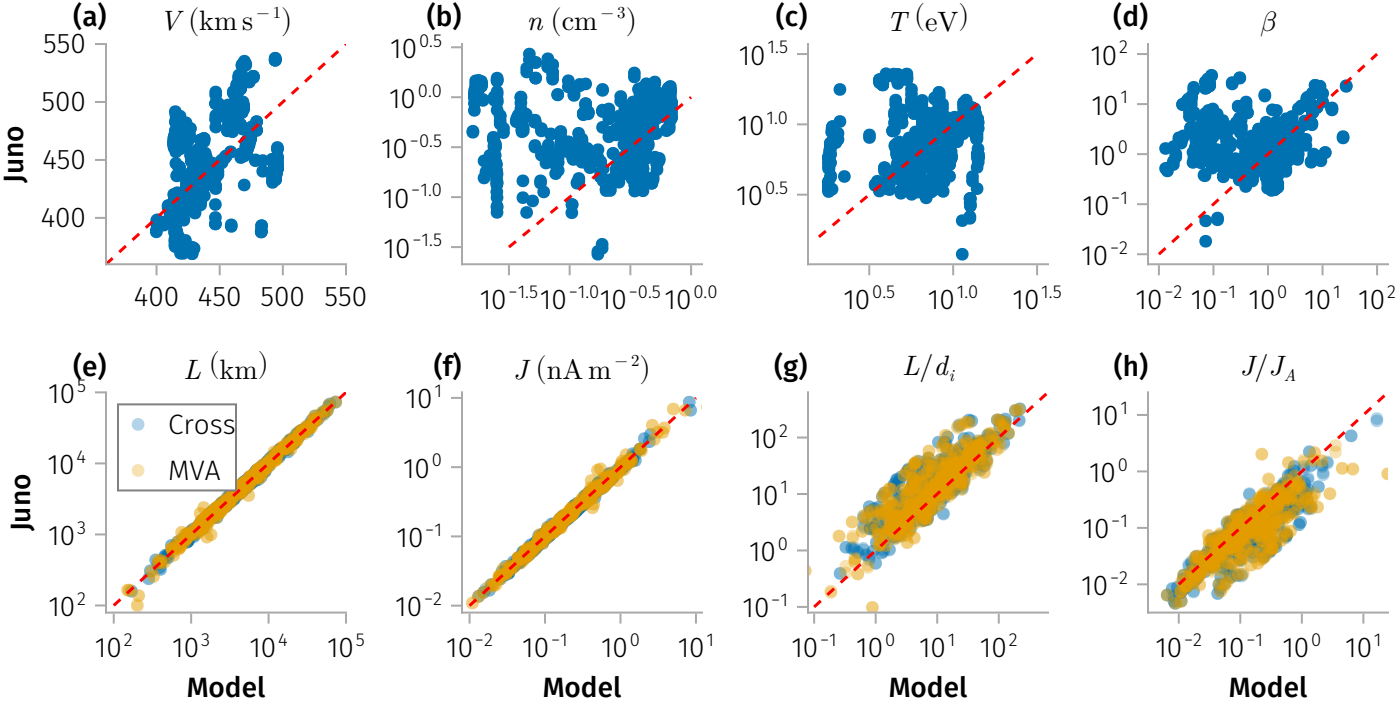 (a) V (km s⁻¹) (b) n (cm⁻³) (c) T (eV) (d) β
550 500 450 400
10^0.5 10^0.0 10^−0.5 10^−1.0 10^−1.5
10^1.5 10^1.0 10^0.5
10² 10¹ 10⁰ 10⁻¹ 10⁻²
Juno
400 450 500 550
10^−1.5 10^−1.0 10^−0.5 10^0.0
10^0.5 10^1.0 10^1.5
10⁻² 10⁻¹ 10⁰ 10¹ 10²
(e) L (km) (f) J (nA m⁻²) (g) L/d_i (h) J/J_A
10⁵ 10⁴ 10³ 10²
10¹ 10⁰ 10⁻¹ 10⁻²
10² 10¹ 10⁰ 10⁻¹
10¹ 10⁰ 10⁻¹ 10⁻²
Cross
MVA
Juno
10² 10³ 10⁴ 10⁵
10⁻² 10⁻¹ 10⁰ 10¹
10⁻¹ 10⁰ 10¹ 10²
10⁻² 10⁻¹ 10⁰ 10¹
Model Model Model Model